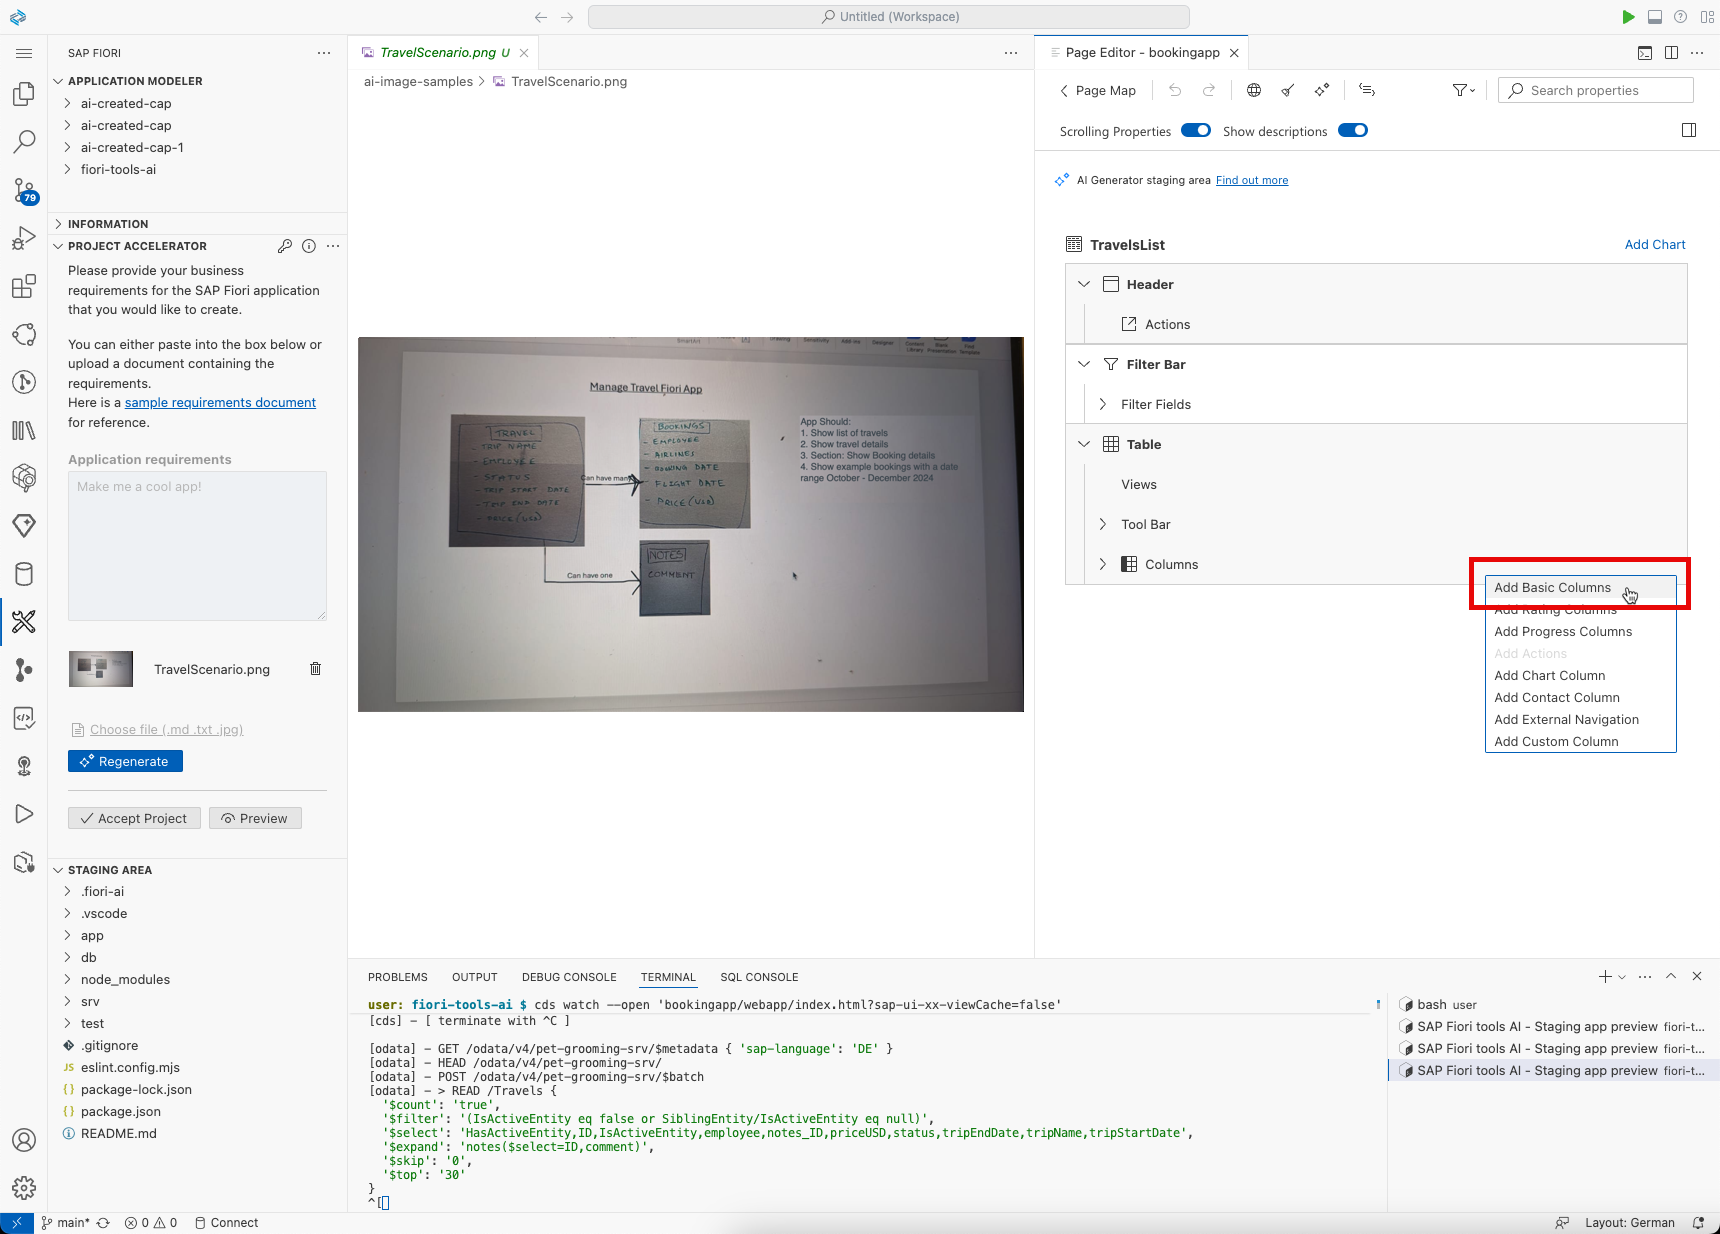 Untitled (Workspace)
SAP FIORI
APPLICATION MODELER
ai-created-cap
ai-created-cap
ai-created-cap-1
fiori-tools-ai
79
INFORMATION
PROJECT ACCELERATOR
Please provide your business
requirements for the SAP Fiori application
that you would like to create.
You can either paste into the box below or
upload a document containing the
requirements.
Here is a sample requirements document
for reference.
Application requirements
Make me a cool app!
TravelScenario.png
Choose file (.md .txt .jpg)
Regenerate
Accept Project
Preview
STAGING AREA
.fiori-ai
.vscode
app
db
node_modules
srv
test
.gitignore
JS eslint.config.mjs
{ } package-lock.json
{ } package.json
README.md
TravelScenario.png U
ai-image-samples > TravelScenario.png
Manage Travel Fiori App
TRAVEL
- TRIP NAME
- EMPLOYEE
- STATUS
- TRIP START DATE
- TRIP END DATE
- PRICE (USD)
Can have many
BOOKINGS
- EMPLOYEE
- AIRLINES
- BOOKING DATE
- FLIGHT DATE
- PRICE (USD)
App Should:
1. Show list of travels
2. Show travel details
3. Section: Show Booking details
4. Show example bookings with a date
range October - December 2024
Can have one
NOTES
COMMENT
Page Editor - bookingapp
Page Map
Search properties
Scrolling Properties
Show descriptions
AI Generator staging area Find out more
TravelsList
Add Chart
Header
Actions
Filter Bar
Filter Fields
Table
Views
Tool Bar
Columns
Add Basic Columns
Add Rating Columns
Add Progress Columns
Add Actions
Add Chart Column
Add Contact Column
Add External Navigation
Add Custom Column
PROBLEMS
OUTPUT
DEBUG CONSOLE
TERMINAL
SQL CONSOLE
user: fiori-tools-ai $ cds watch --open 'bookingapp/webapp/index.html?sap-ui-xx-viewCache=false'
[cds] - [ terminate with ^C ]
[odata] - GET /odata/v4/pet-grooming-srv/$metadata { 'sap-language': 'DE' }
[odata] - HEAD /odata/v4/pet-grooming-srv/
[odata] - POST /odata/v4/pet-grooming-srv/$batch
[odata] - > READ /Travels {
'$count': 'true',
'$filter': '(IsActiveEntity eq false or SiblingEntity/IsActiveEntity eq null)',
'$select': 'HasActiveEntity,ID,IsActiveEntity,employee,notes_ID,priceUSD,status,tripEndDate,tripName,tripStartDate',
'$expand': 'notes($select=ID,comment)',
'$skip': '0',
'$top': '30'
}
^[
bash user
SAP Fiori tools AI - Staging app preview fiori-t...
SAP Fiori tools AI - Staging app preview fiori-t...
SAP Fiori tools AI - Staging app preview fiori-t...
main*
0
0
Connect
Layout: German